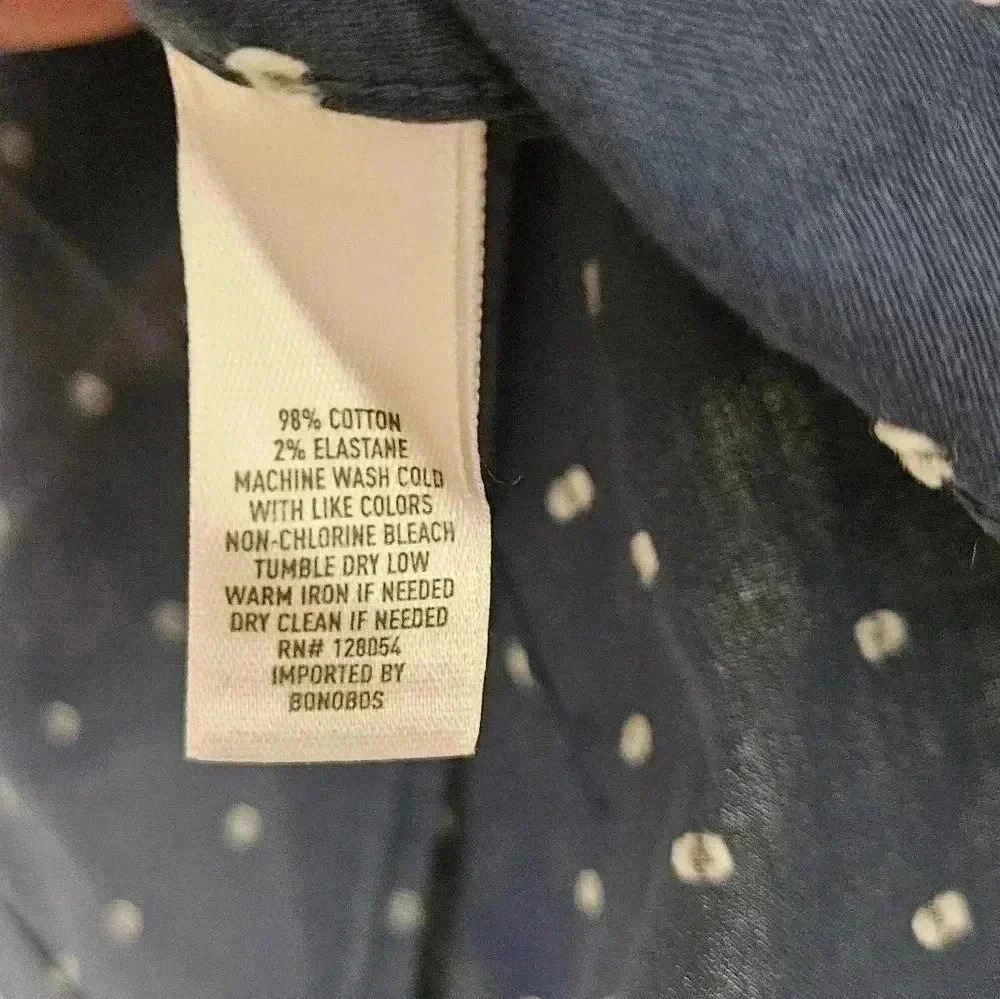 98% COTTON
2% ELASTANE
MACHINE WASH COLD
WITH LIKE COLORS
NON-CHLORINE BLEACH
TUMBLE DRY LOW
WARM IRON IF NEEDED
DRY CLEAN IF NEEDED
RN# 128054
IMPORTED BY
BONOBOS